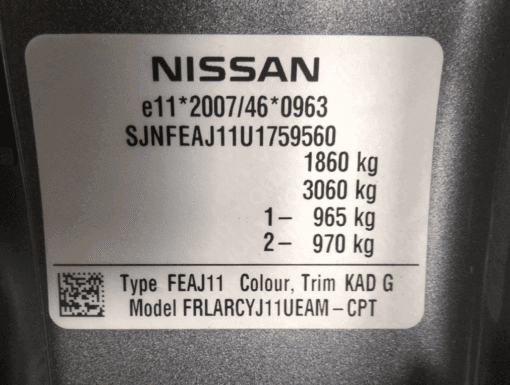 NISSAN
e11*2007/46*0963
SJNFEAJ11U1759560
1860 kg
3060 kg
1- 965 kg
2- 970 kg
Type FEAJ11 Colour, Trim KAD G
Model FRLARCYJ11UEAM-CPT